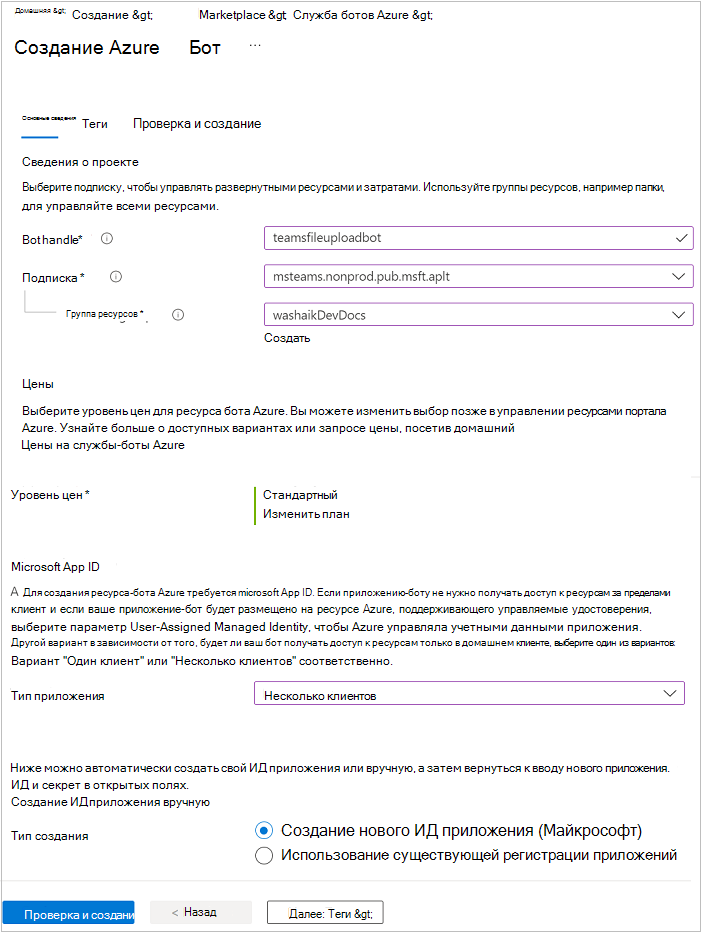 Домашняя &gt; Создание &gt; Marketplace &gt; Служба ботов Azure &gt;
Создание Azure Бот ...
Основные сведения Теги Проверка и создание
Сведения о проекте
Выберите подписку, чтобы управлять развернутными ресурсами и затратами. Используйте группы ресурсов, например папки,
для управляйте всеми ресурсами.
Bot handle* teamsfileuploadbot
Подписка * msteams.nonprod.pub.msft.aplt
Группа ресурсов * washaikDevDocs
Создать
Цены
Выберите уровень цен для ресурса бота Azure. Вы можете изменить выбор позже в управлении ресурсами портала
Azure. Узнайте больше о доступных вариантах или запросе цены, посетив домашний
Цены на службы-боты Azure
Уровень цен * Стандартный
Изменить план
Microsoft App ID
A Для создания ресурса-бота Azure требуется microsoft App ID. Если приложению-боту не нужно получать доступ к ресурсам за пределами
клиент и если ваше приложение-бот будет размещено на ресурсе Azure, поддерживающего управляемые удостоверения,
выберите параметр User-Assigned Managed Identity, чтобы Azure управляла учетными данными приложения.
Другой вариант в зависимости от того, будет ли ваш бот получать доступ к ресурсам только в домашнем клиенте, выберите один из вариантов:
Вариант "Один клиент" или "Несколько клиентов" соответственно.
Тип приложения Несколько клиентов
Ниже можно автоматически создать свой ИД приложения или вручную, а затем вернуться к вводу нового приложения.
ИД и секрет в открытых полях.
Создание ИДприложения вручную
Тип создания Создание нового ИД приложения (Майкрософт)
Использование существующей регистрации приложений
Проверка и создани < Назад Далее: Теги &gt;